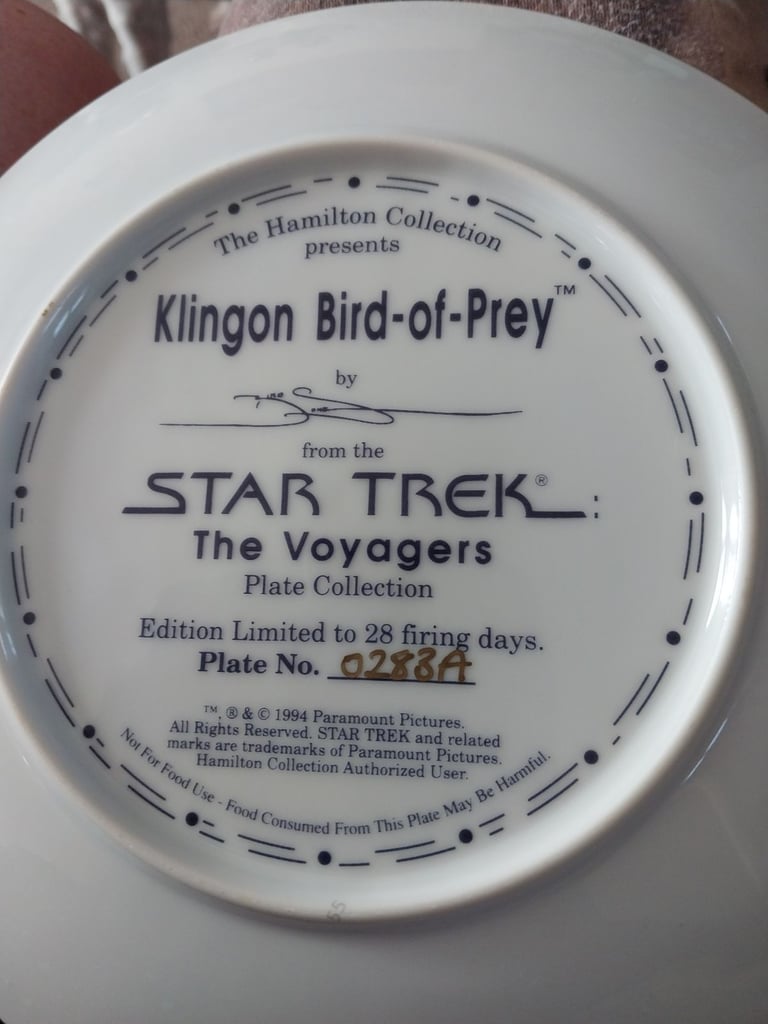 The Hamilton Collection
presents
Klingon Bird-of-Prey™
by
from the
STAR TREK®:
The Voyagers
Plate Collection
Edition Limited to 28 firing days.
Plate No. 0283A
™, ® & © 1994 Paramount Pictures.
All Rights Reserved. STAR TREK and related
marks are trademarks of Paramount Pictures.
Hamilton Collection Authorized User.
Not For Food Use - Food Consumed From This Plate May Be Harmful.
55